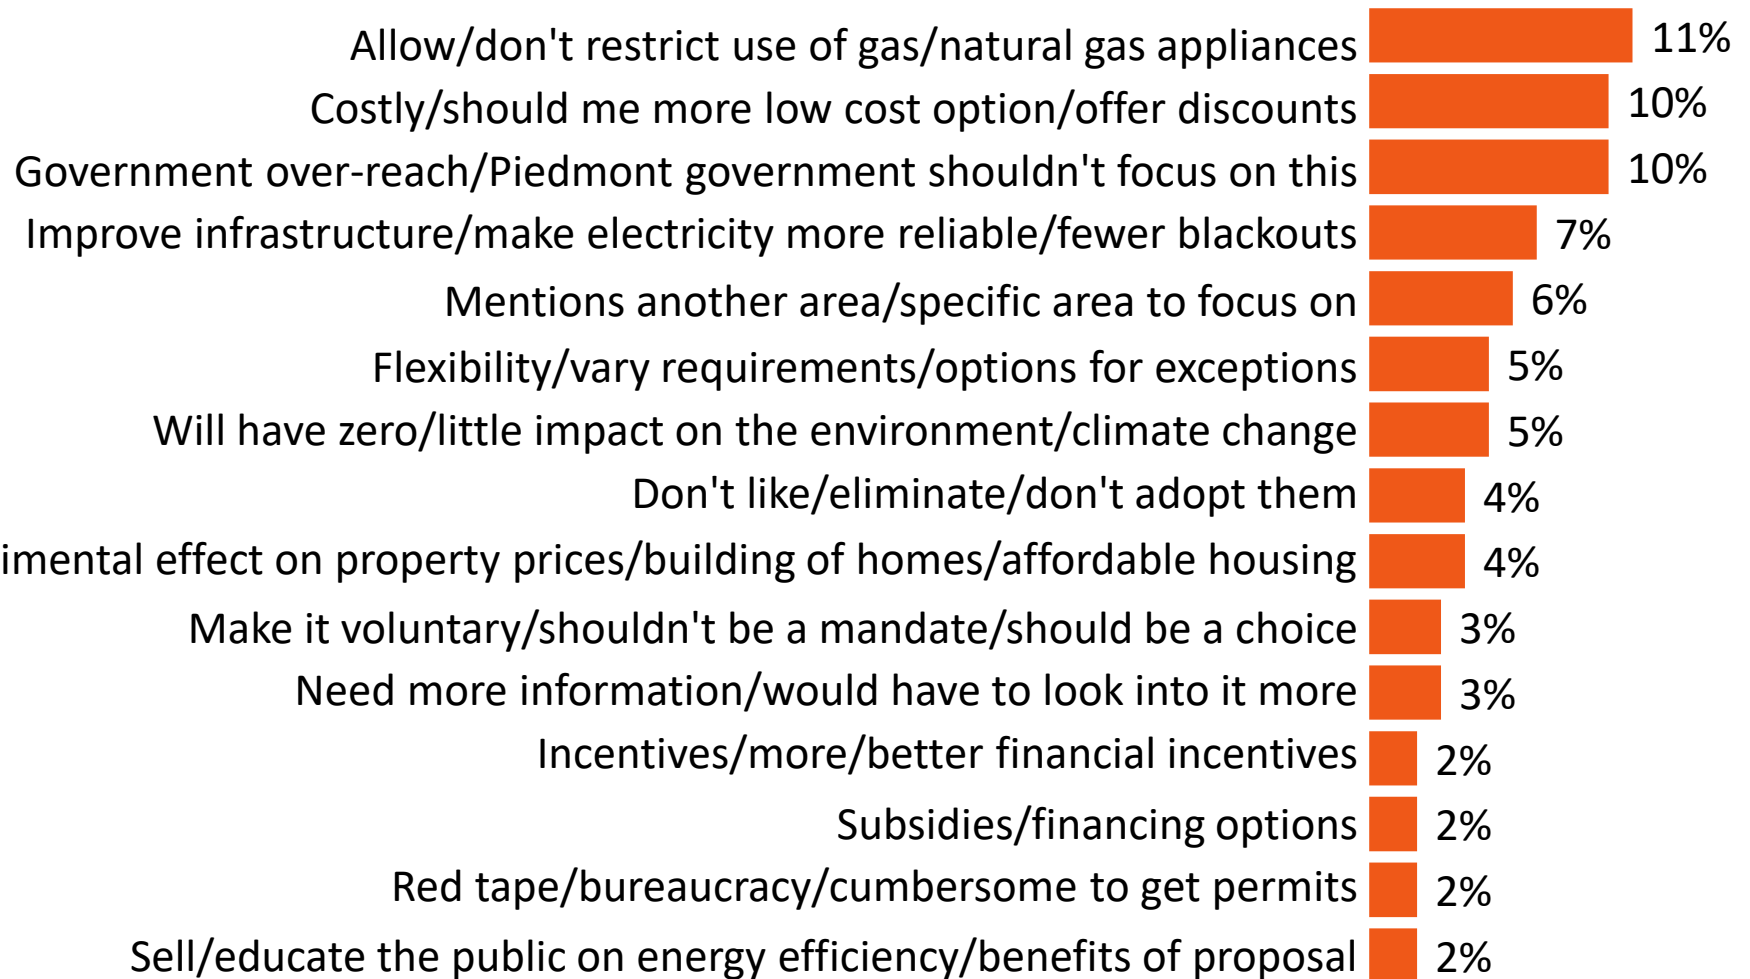 Allow/don't restrict use of gas/natural gas appliances 11%
Costly/should me more low cost option/offer discounts 10%
Government over-reach/Piedmont government shouldn't focus on this 10%
Improve infrastructure/make electricity more reliable/fewer blackouts 7%
Mentions another area/specific area to focus on 6%
Flexibility/vary requirements/options for exceptions 5%
Will have zero/little impact on the environment/climate change 5%
Don't like/eliminate/don't adopt them 4%
imental effect on property prices/building of homes/affordable housing 4%
Make it voluntary/shouldn't be a mandate/should be a choice 3%
Need more information/would have to look into it more 3%
Incentives/more/better financial incentives 2%
Subsidies/financing options 2%
Red tape/bureaucracy/cumbersome to get permits 2%
Sell/educate the public on energy efficiency/benefits of proposal 2%